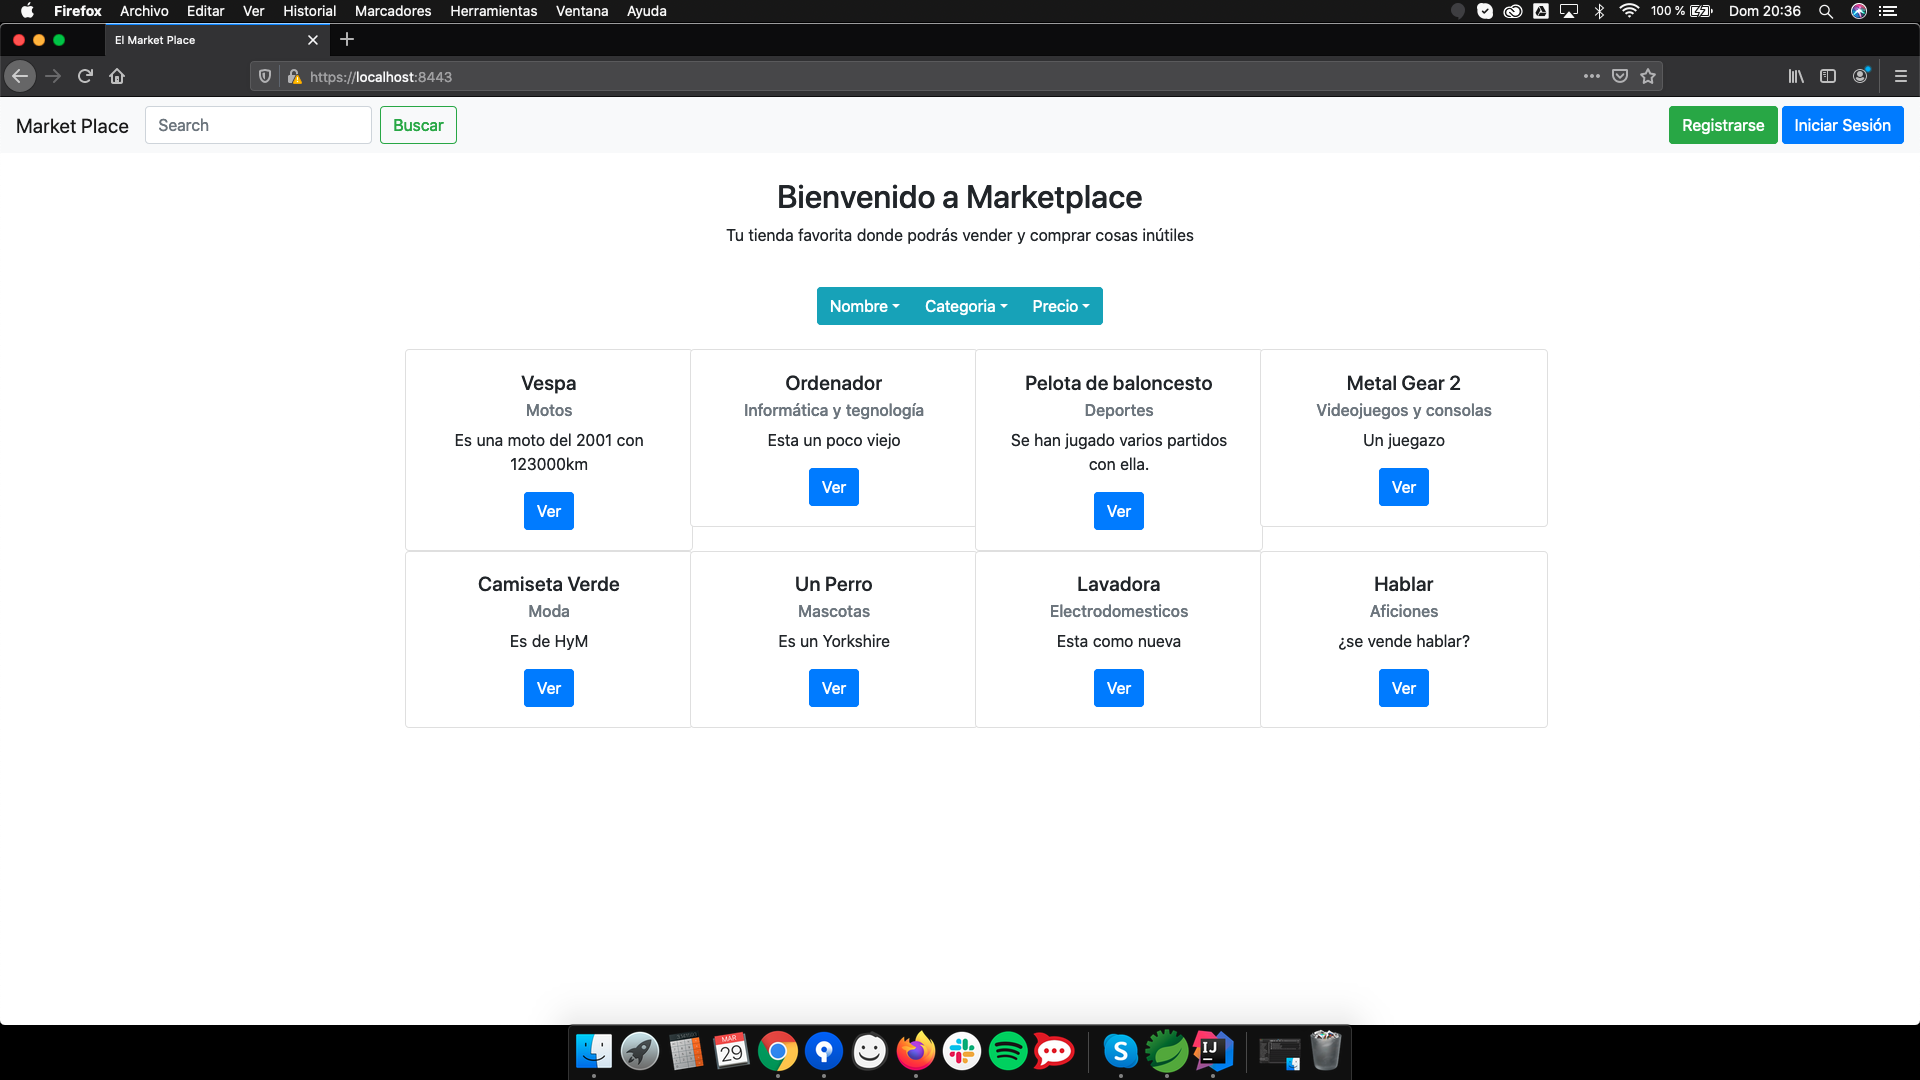 Firefox Archivo Editar Ver Historial Marcadores Herramientas Ventana Ayuda 100 % Dom 20:36
El Market Place
https://localhost:8443
Market Place Search Buscar Registrarse Iniciar Sesión
Bienvenido a Marketplace
Tu tienda favorita donde podrás vender y comprar cosas inútiles
Nombre Categoria Precio
Vespa
Motos
Es una moto del 2001 con
123000km
Ver
Ordenador
Informática y tegnología
Esta un poco viejo
Ver
Pelota de baloncesto
Deportes
Se han jugado varios partidos
con ella.
Ver
Metal Gear 2
Videojuegos y consolas
Un juegazo
Ver
Camiseta Verde
Moda
Es de HyM
Ver
Un Perro
Mascotas
Es un Yorkshire
Ver
Lavadora
Electrodomesticos
Esta como nueva
Ver
Hablar
Aficiones
¿se vende hablar?
Ver
MAR
29
S
IJ